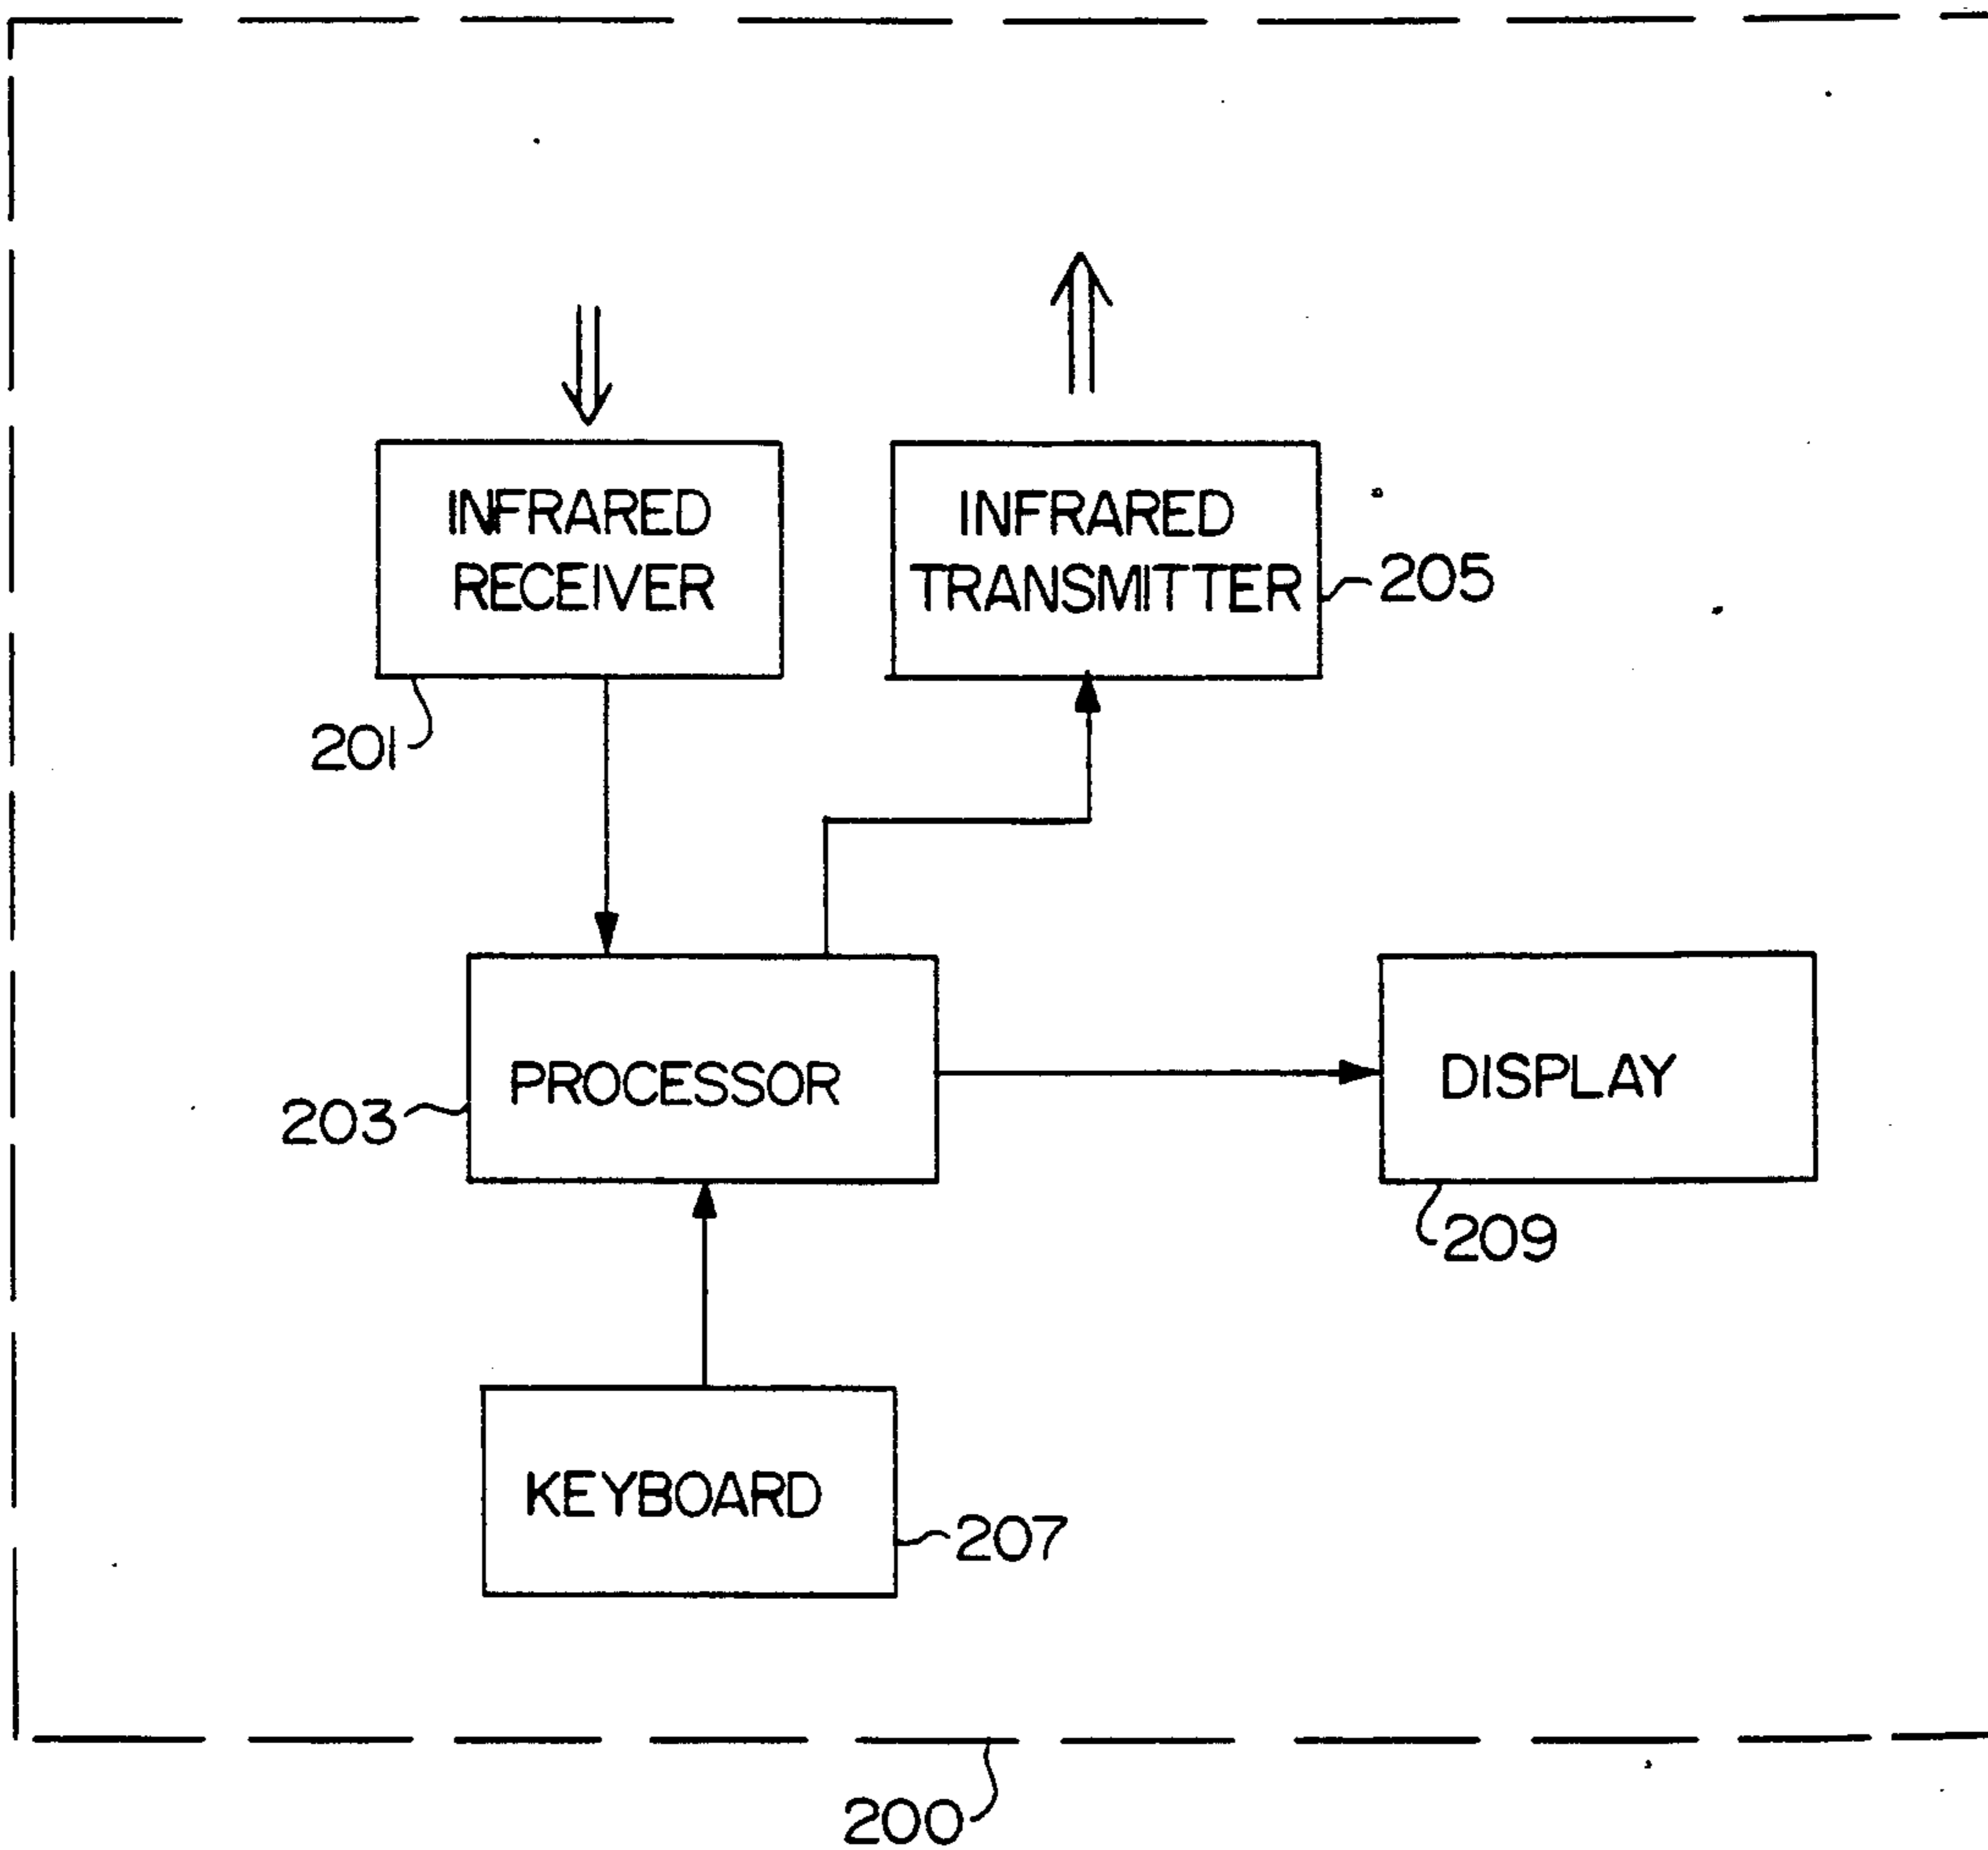 INFRARED
RECEIVER
INFRARED
TRANSMITTER
205
201
PROCESSOR
203
DISPLAY
209
KEYBOARD
207
200